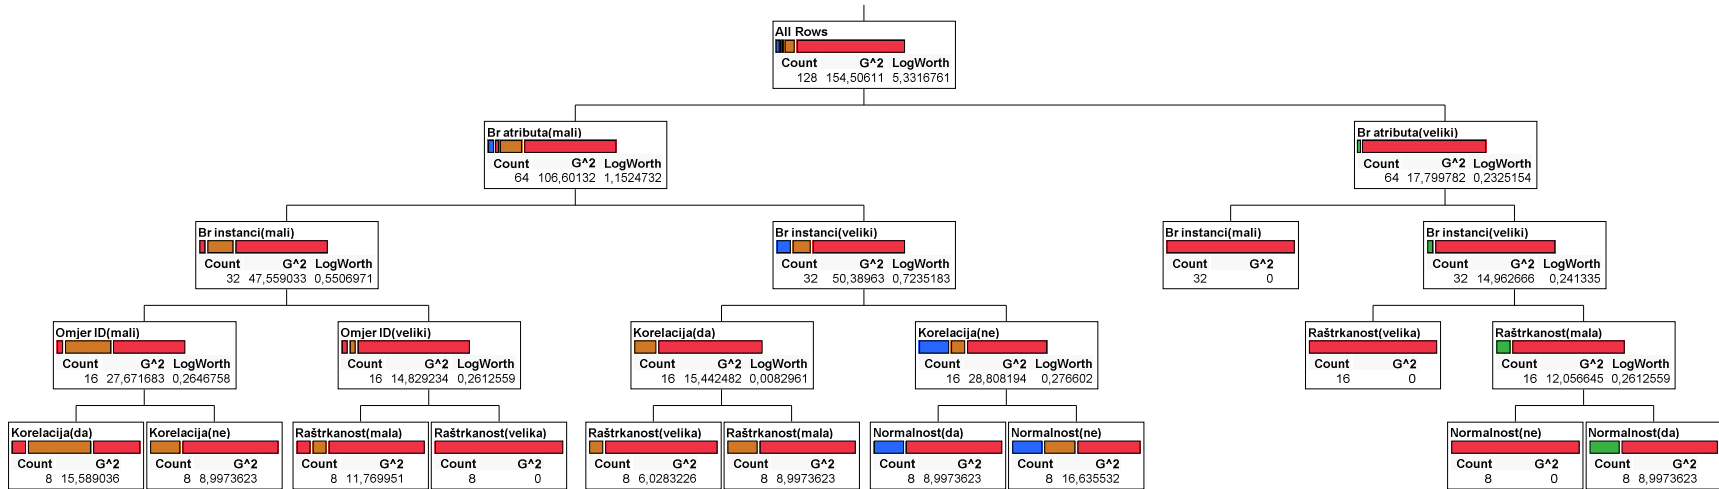 All Rows
Count G^2 LogWorth
128 154,50611 5,3316761
Br atributa(mali)
Count G^2 LogWorth
64 106,60132 1,1524732
Br atributa(veliki)
Count G^2 LogWorth
64 17,799782 0,2325154
Br instanci(mali)
Count G^2 LogWorth
32 47,559033 0,5506971
Br instanci(veliki)
Count G^2 LogWorth
32 50,38963 0,7235183
Br instanci(mali)
Count G^2
32 0
Br instanci(veliki)
Count G^2 LogWorth
32 14,962666 0,241335
Omjer ID(mali)
Count G^2 LogWorth
16 27,671683 0,2646758
Omjer ID(veliki)
Count G^2 LogWorth
16 14,829234 0,2612559
Korelacija(da)
Count G^2 LogWorth
16 15,442482 0,0082961
Korelacija(ne)
Count G^2 LogWorth
16 28,808194 0,276602
Raštrkanost(velika)
Count G^2
16 0
Raštrkanost(mala)
Count G^2 LogWorth
16 12,056645 0,2612559
Korelacija(da)
Count G^2
8 15,589036
Korelacija(ne)
Count G^2
8 8,9973623
Raštrkanost(mala)
Count G^2
8 11,769951
Raštrkanost(velika)
Count G^2
8 0
Raštrkanost(velika)
Count G^2
8 6,0283226
Raštrkanost(mala)
Count G^2
8 8,9973623
Normalnost(da)
Count G^2
8 8,9973623
Normalnost(ne)
Count G^2
8 16,635532
Normalnost(ne)
Count G^2
8 0
Normalnost(da)
Count G^2
8 8,9973623